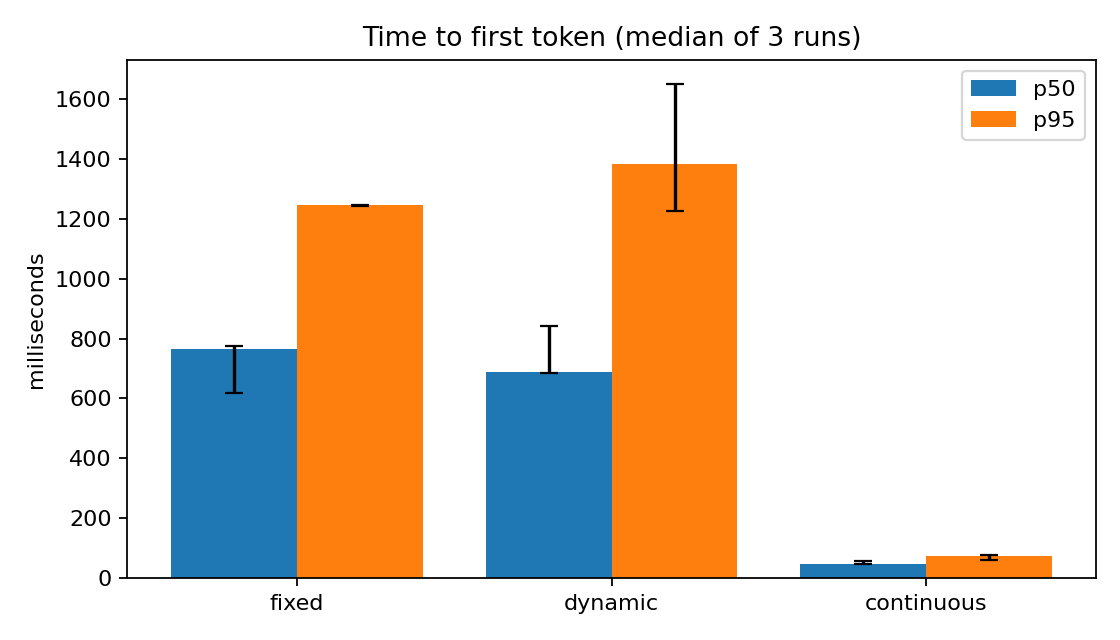 Time to first token (median of 3 runs)
p50
p95
milliseconds
1600
1400
1200
1000
800
600
400
200
0
fixed
dynamic
continuous